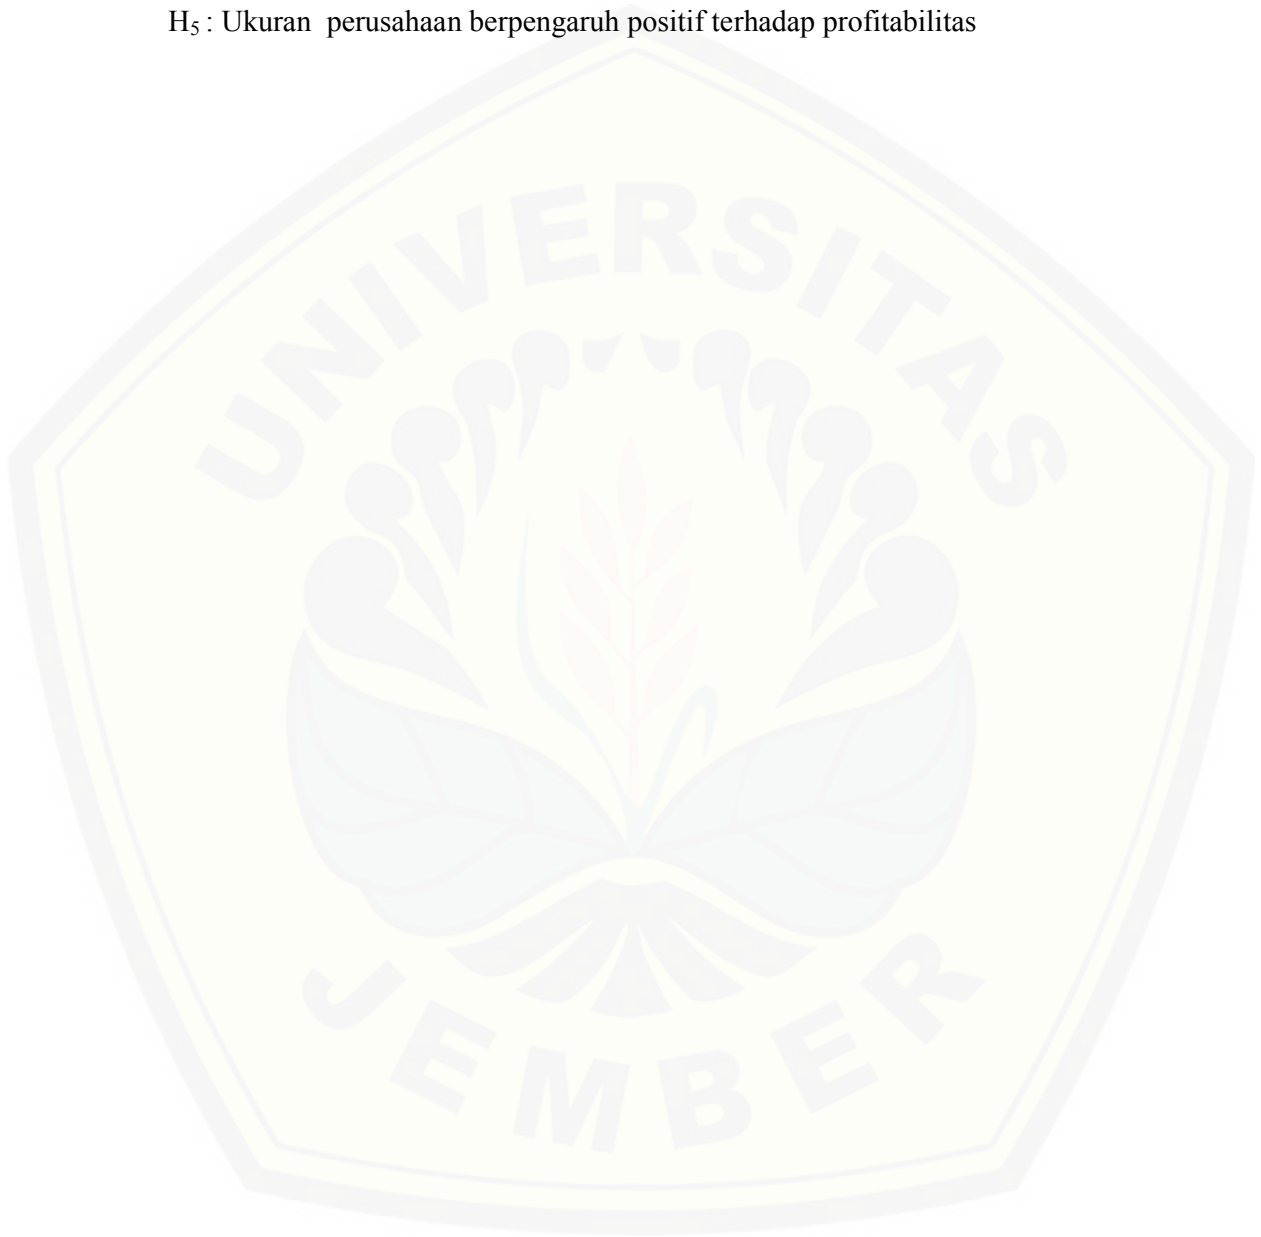 H₅ : Ukuran  perusahaan berpengaruh positif terhadap profitabilitas
UNIVERSITAS
JEMBER